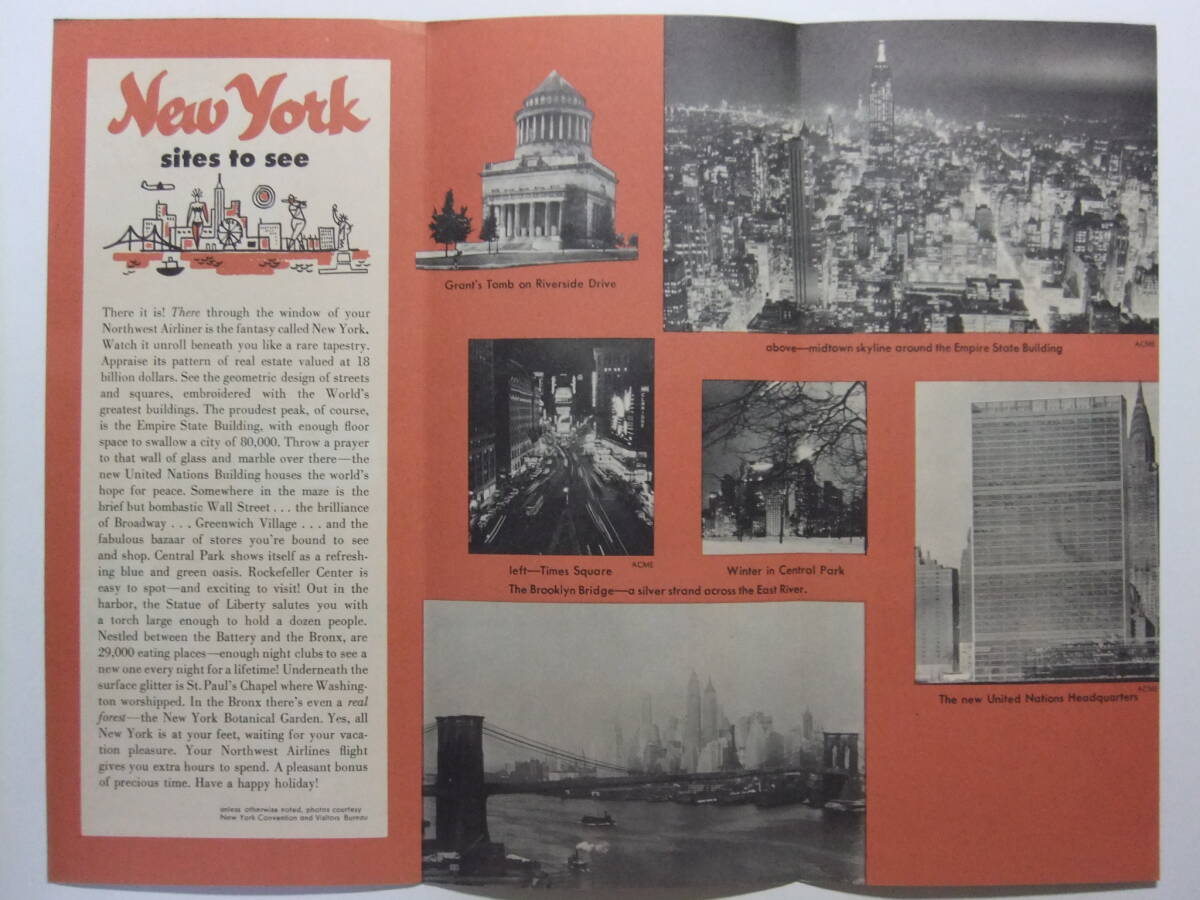 New York
sites to see
There it is! There through the window of your
Northwest Airliner is the fantasy called New York.
Watch it unroll beneath you like a rare tapestry.
Appraise its pattern of real estate valued at 18
billion dollars. See the geometric design of streets
and squares, embroidered with the World's
greatest buildings. The proudest peak, of course,
is the Empire State Building, with enough floor
space to swallow a city of 80,000. Throw a prayer
to that wall of glass and marble over there—the
new United Nations Building houses the world's
hope for peace. Somewhere in the maze is the
brief but bombastic Wall Street . . . the brilliance
of Broadway . . . Greenwich Village . . . and the
fabulous bazaar of stores you're bound to see
and shop. Central Park shows itself as a refresh-
ing blue and green oasis. Rockefeller Center is
easy to spot—and exciting to visit! Out in the
harbor, the Statue of Liberty salutes you with
a torch large enough to hold a dozen people.
Nestled between the Battery and the Bronx, are
29,000 eating places—enough night clubs to see a
new one every night for a lifetime! Underneath the
surface glitter is St. Paul's Chapel where Washing-
ton worshipped. In the Bronx there's even a real
forest—the New York Botanical Garden. Yes, all
New York is at your feet, waiting for your vaca-
tion pleasure. Your Northwest Airlines flight
gives you extra hours to spend. A pleasant bonus
of precious time. Have a happy holiday!
unless otherwise noted, photos courtesy
New York Convention and Visitors Bureau
Grant's Tomb on Riverside Drive
above—midtown skyline around the Empire State Building
ACME
left—Times Square
ACME
Winter in Central Park
The Brooklyn Bridge—a silver strand across the East River.
ACME
The new United Nations Headquarters